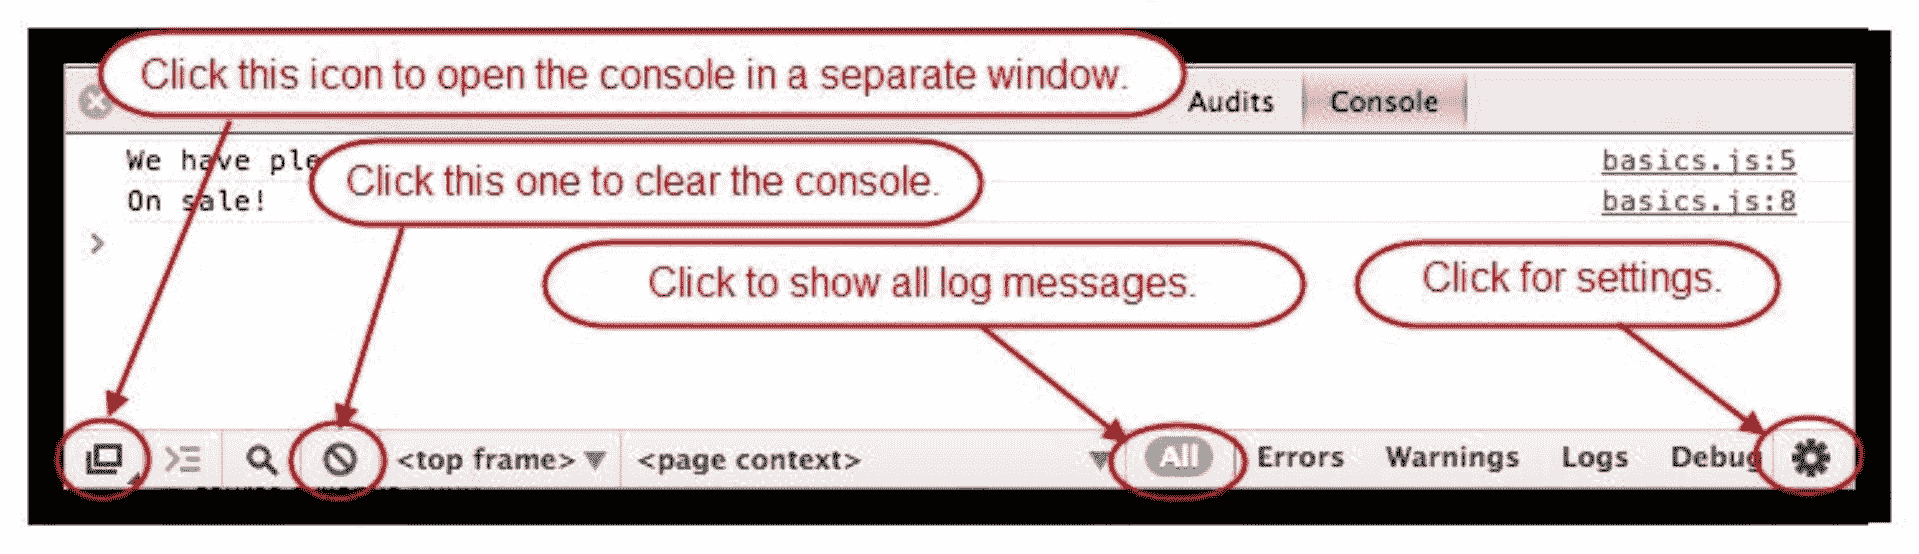 Click this icon to open the console in a separate window.
Audits Console
We have ple
basics.js:5
Click this one to clear the console.
On sale!
basics.js:8
>
Click to show all log messages.
Click for settings.
<top frame> <page context> All Errors Warnings Logs Debug